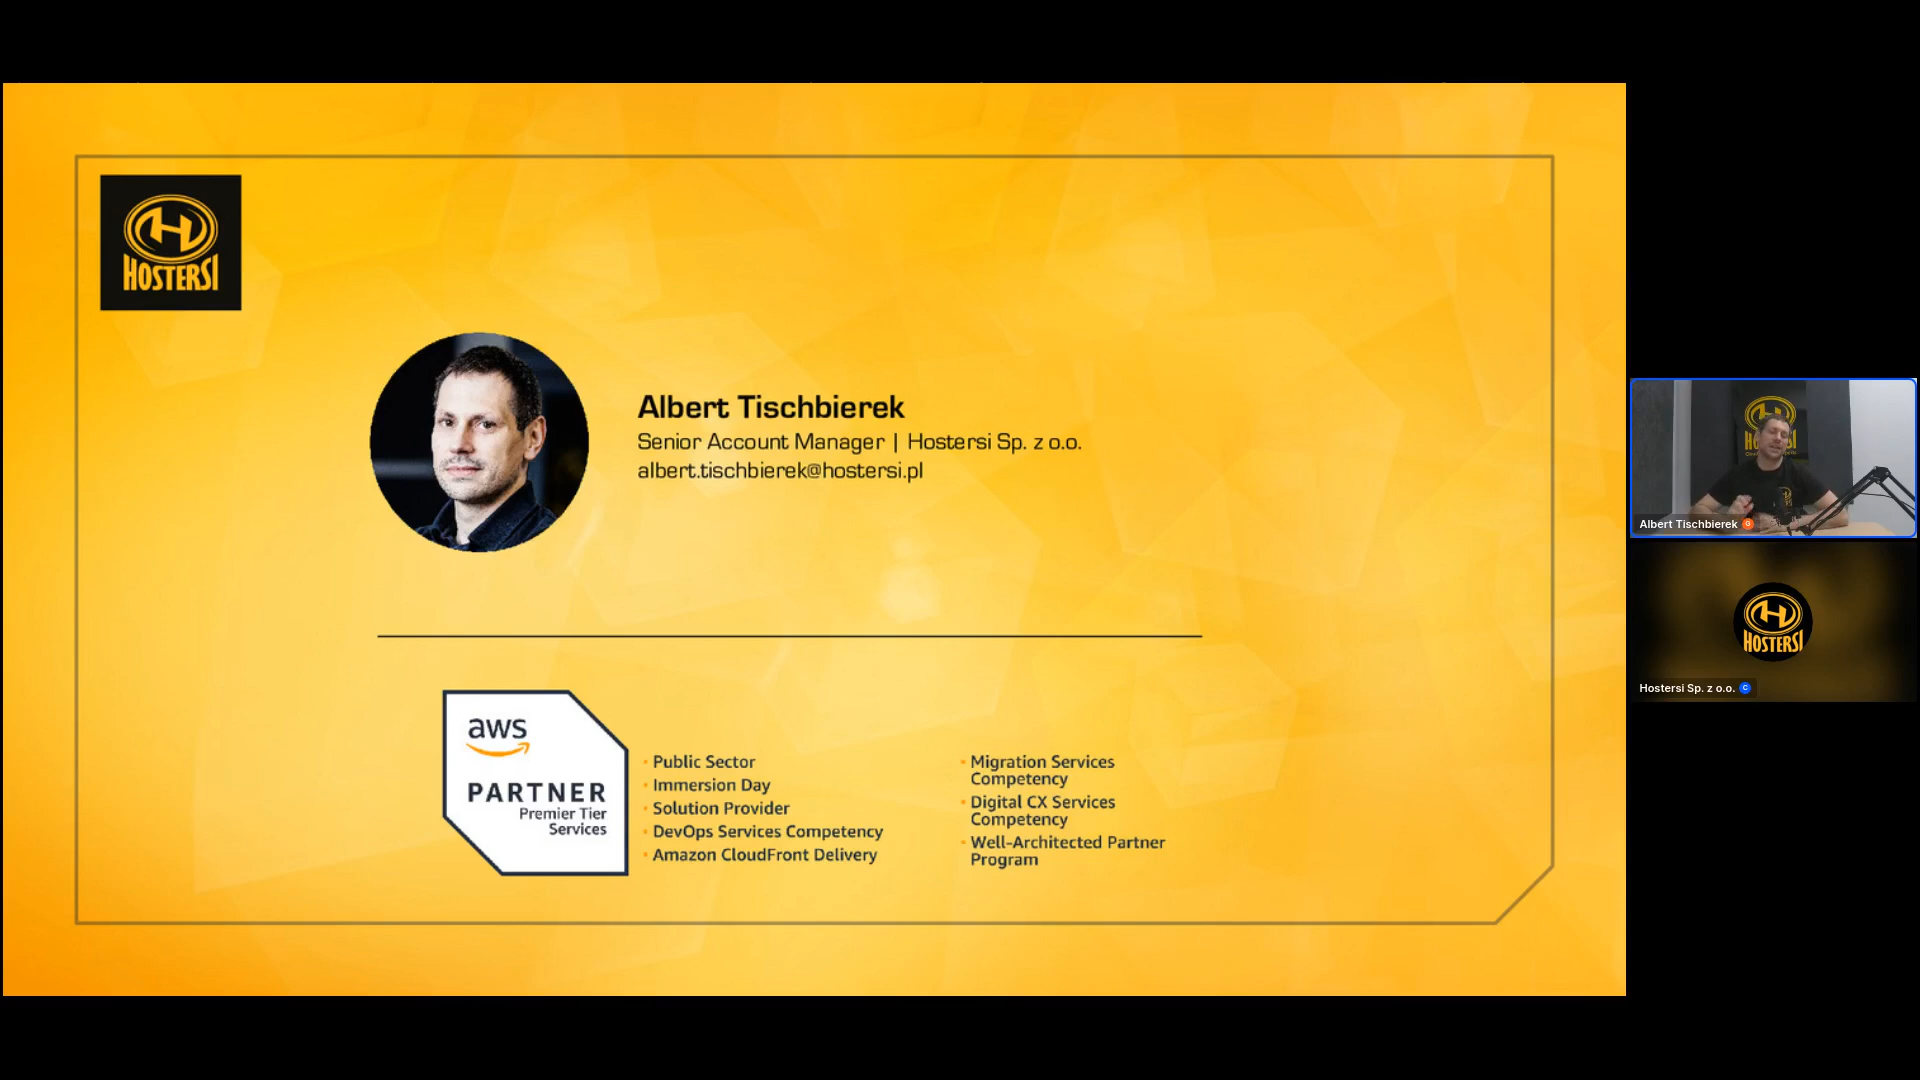 HOSTERSI
Albert Tischbierek
Senior Account Manager | Hostersi Sp. z o.o.
albert.tischbierek@hostersi.pl
aws
PARTNER
Premier Tier
Services
Public Sector
Immersion Day
Solution Provider
DevOps Services Competency
Amazon CloudFront Delivery
Migration Services
Competency
Digital CX Services
Competency
Well-Architected Partner
Program
Albert Tischbierek
G
HOSTERSI
Hostersi Sp. z o.o.
C